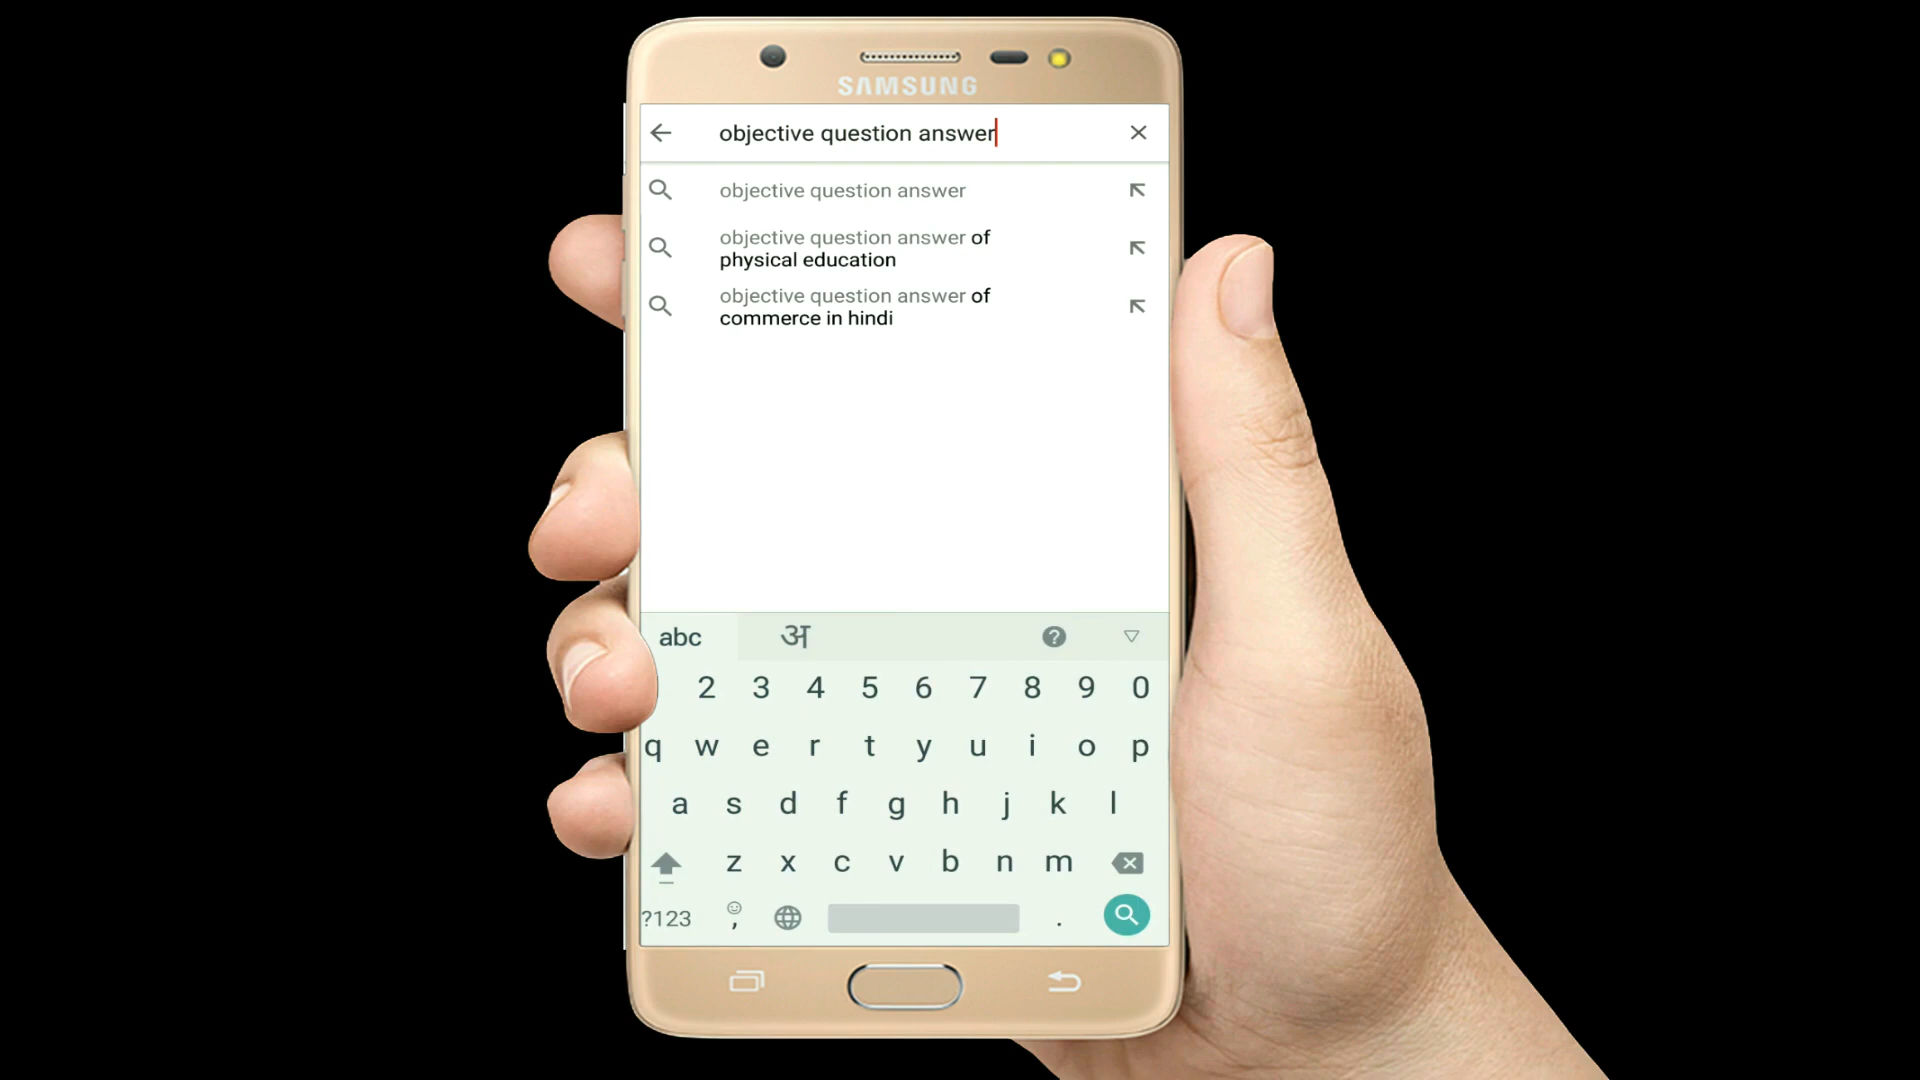 SAMSUNG
objective question answer
objective question answer
objective question answer of
physical education
objective question answer of
commerce in hindi
abc अ ?
2 3 4 5 6 7 8 9 0
q w e r t y u i o p
a s d f g h j k l
z x c v b n m
?123 , .